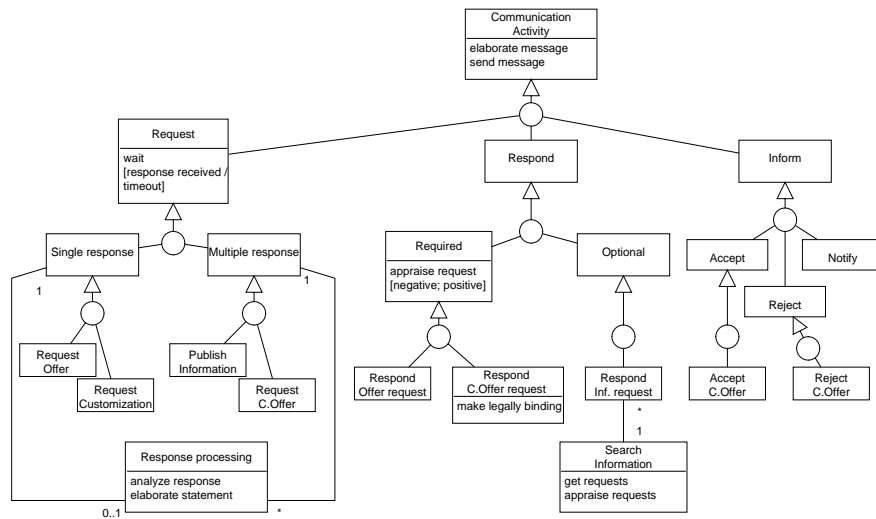 Communication
Activity
elaborate message
send message
Request
wait
[response received /
timeout]
Respond
Inform
Single response
Multiple response
Required
appraise request
[negative; positive]
Optional
Accept
Notify
Reject
1
1
Request
Offer
Request
Customization
Publish
Information
Request
C.Offer
Respond
Offer request
Respond
C.Offer request
make legally binding
Respond
Inf. request
Accept
C.Offer
Reject
C.Offer
*
1
Response processing
analyze response
elaborate statement
0..1
*
Search
Information
get requests
appraise requests